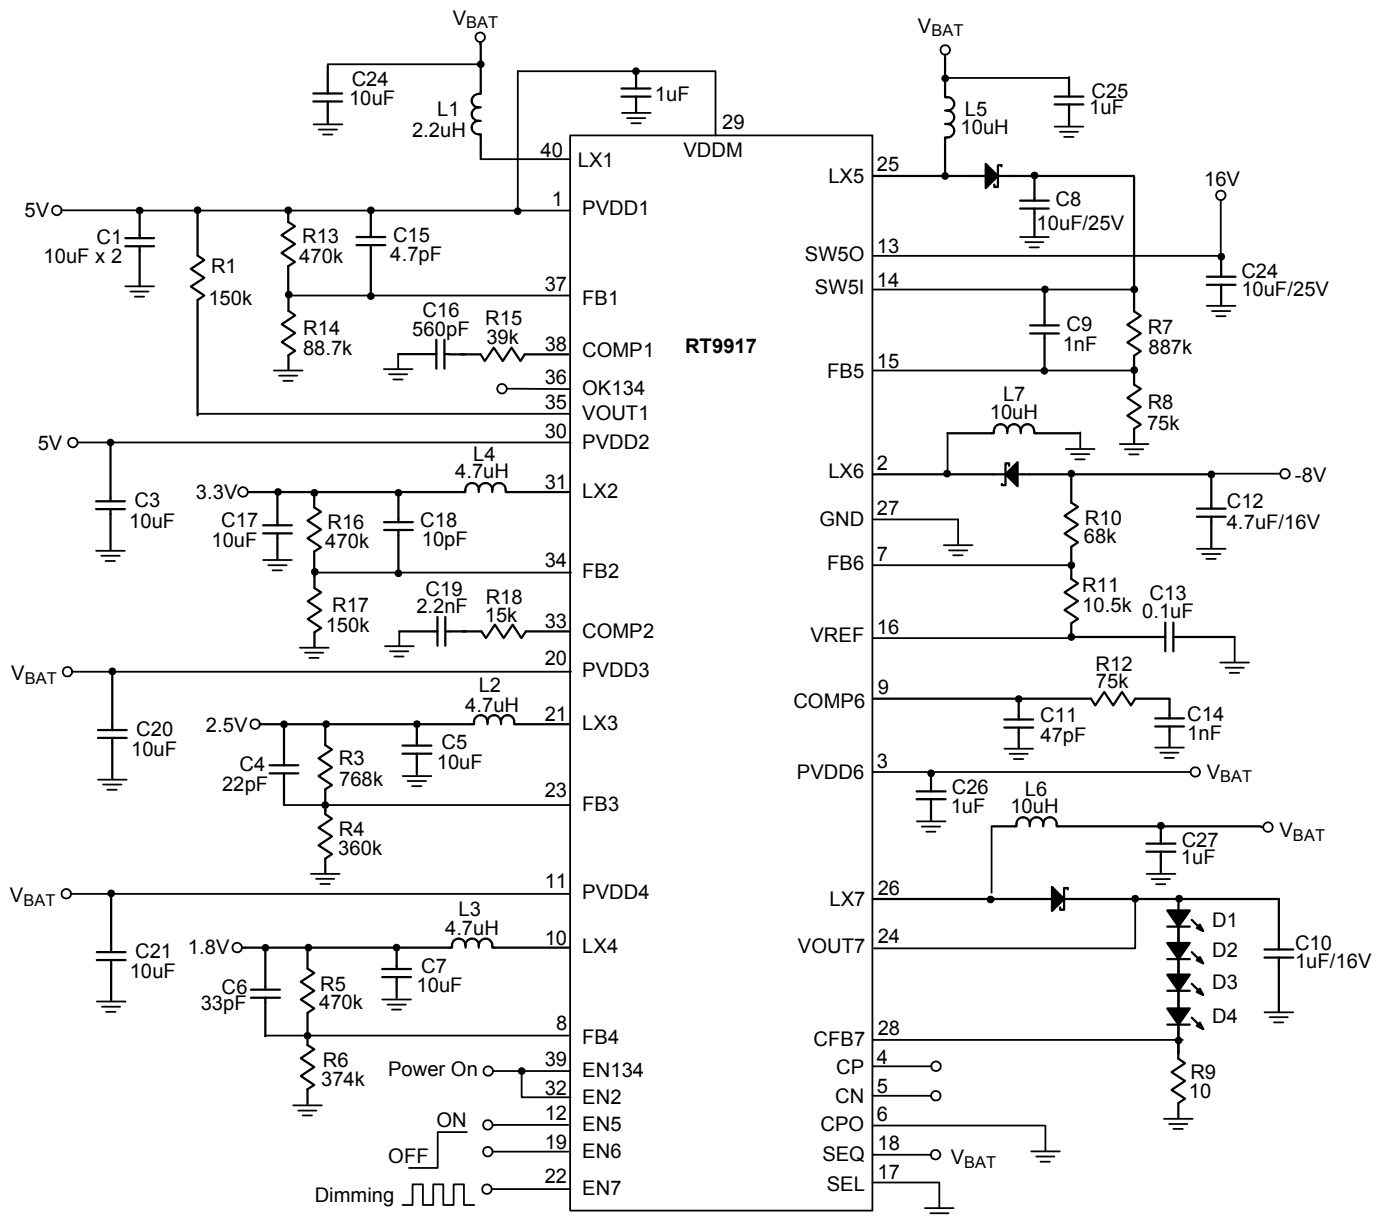 VBAT
C24
10uF
L1
2.2uH
1uF
29
VDDM
40
LX1
5V
1
PVDD1
C1
10uF x 2
R1
150k
R13
470k
C15
4.7pF
37
FB1
R14
88.7k
C16
560pF
R15
39k
38
COMP1
36
OK134
35
VOUT1
RT9917
5V
30
PVDD2
C3
10uF
L4
4.7uH
3.3V
31
LX2
C17
10uF
R16
470k
C18
10pF
34
FB2
R17
150k
C19
2.2nF
R18
15k
33
COMP2
VBAT
20
PVDD3
C20
10uF
L2
4.7uH
2.5V
21
LX3
C4
22pF
R3
768k
C5
10uF
23
FB3
R4
360k
VBAT
11
PVDD4
C21
10uF
L3
4.7uH
1.8V
10
LX4
C6
33pF
R5
470k
C7
10uF
8
FB4
R6
374k
Power On
39
EN134
32
EN2
ON
OFF
12
EN5
19
EN6
Dimming
22
EN7
VBAT
L5
10uH
C25
1uF
LX5
25
C8
10uF/25V
16V
SW5O
13
C24
10uF/25V
SW5I
14
C9
1nF
R7
887k
FB5
15
R8
75k
L7
10uH
LX6
2
-8V
C12
4.7uF/16V
GND
27
R10
68k
FB6
7
R11
10.5k
C13
0.1uF
VREF
16
COMP6
9
R12
75k
C11
47pF
C14
1nF
PVDD6
3
VBAT
C26
1uF
L6
10uH
VBAT
C27
1uF
LX7
26
VOUT7
24
D1
D2
D3
D4
C10
1uF/16V
CFB7
28
R9
10
CP
4
CN
5
CPO
6
SEQ
18
VBAT
SEL
17